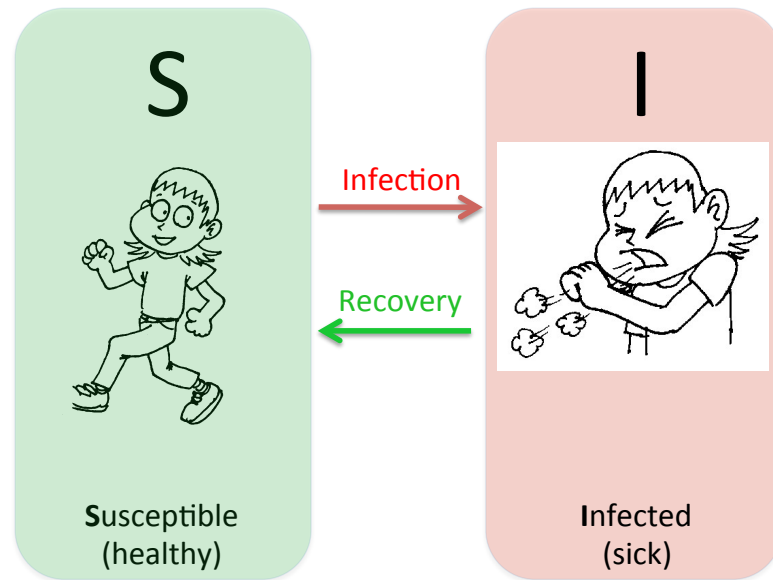 S
I
Infection
Recovery
Susceptible
(healthy)
Infected
(sick)